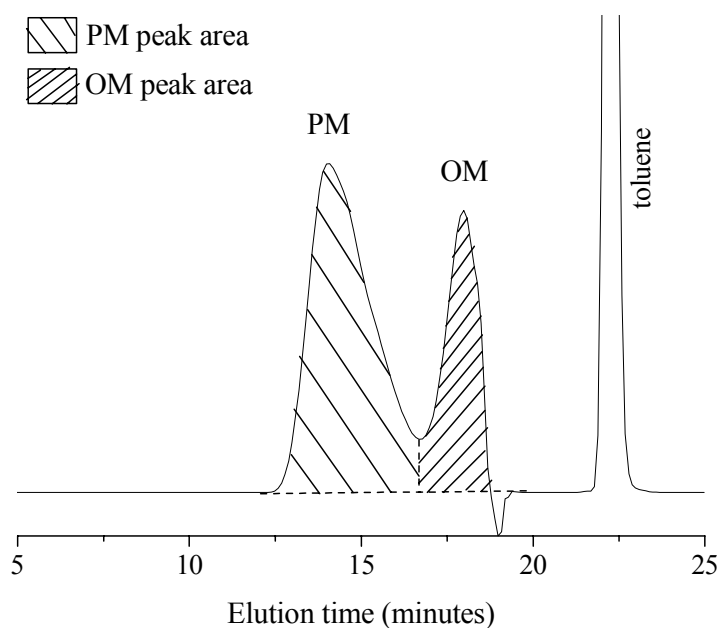 PM peak area
OM peak area
PM
OM
toluene
5 10 15 20 25
Elution time (minutes)